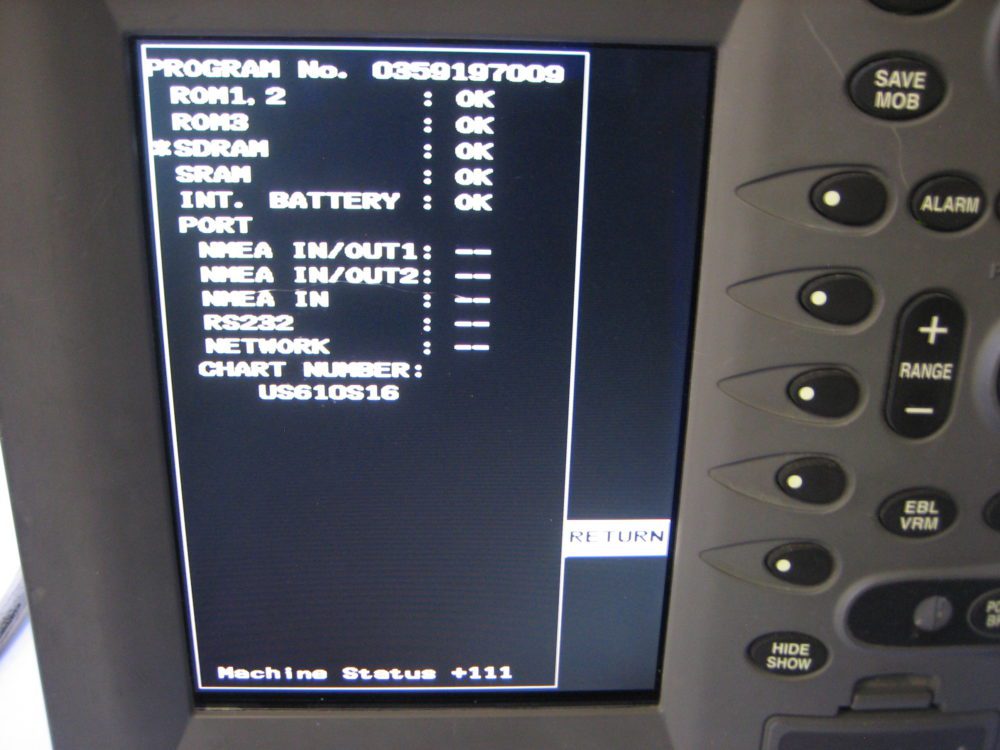 PROGRAM No. 0359197009
ROM1,2 : OK
ROM3 : OK
*SDRAM : OK
SRAM : OK
INT. BATTERY : OK
PORT
NMEA IN/OUT1: --
NMEA IN/OUT2: --
NMEA IN : --
RS232 : --
NETWORK : --
CHART NUMBER:
US610S16
RETURN
Machine Status +111
SAVE
MOB
ALARM
+
RANGE
-
EBL
VRM
HIDE
SHOW